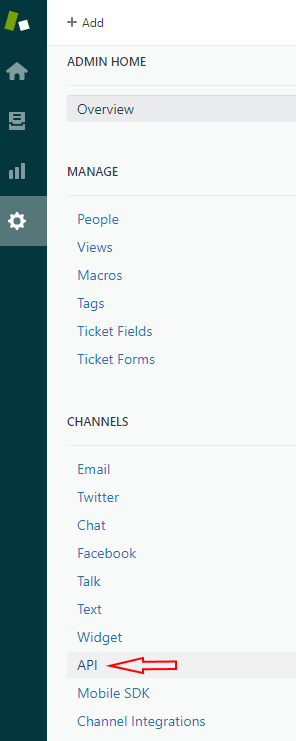 + Add
ADMIN HOME
Overview
MANAGE
People
Views
Macros
Tags
Ticket Fields
Ticket Forms
CHANNELS
Email
Twitter
Chat
Facebook
Talk
Text
Widget
API
Mobile SDK
Channel Integrations